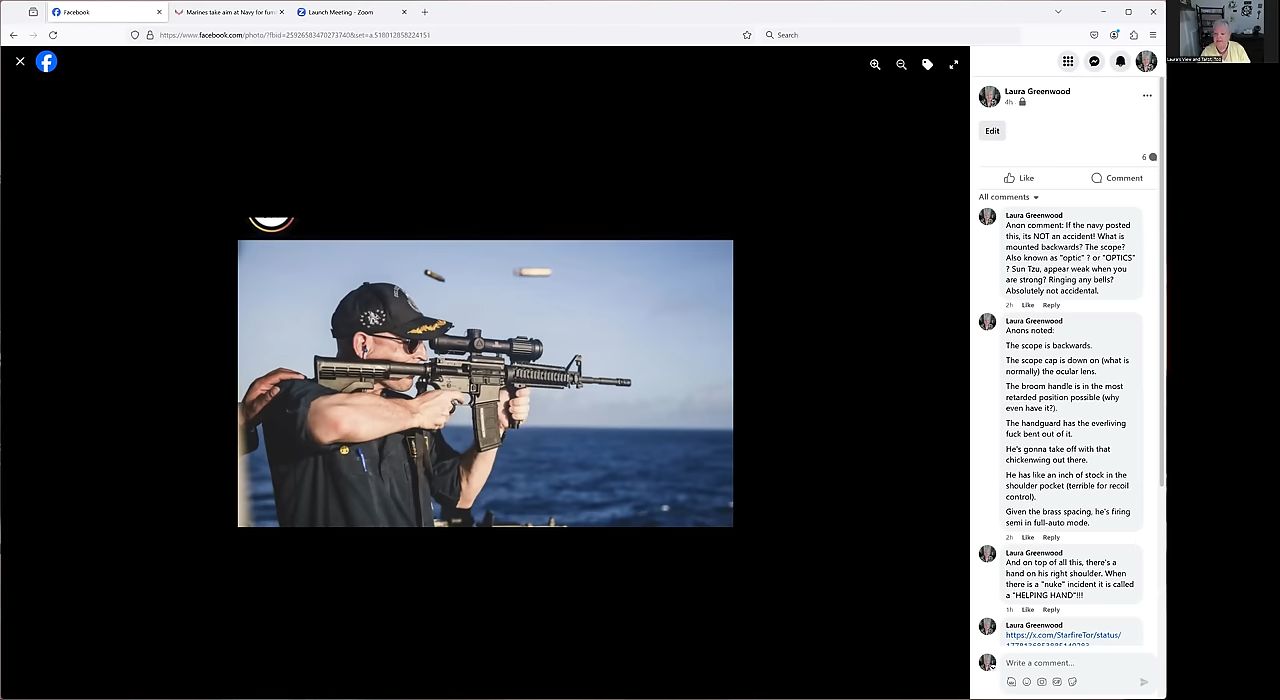 Facebook
Marines take aim at Navy for fun
Launch Meeting - Zoom
https://www.facebook.com/photo/?fbid=25926583470273740&set=a.518012858224151
Search
Laura Greenwood
4h
Edit
6
Like
Comment
All comments
Laura Greenwood
Anon comment: If the navy posted
this, its NOT an accident! What is
mounted backwards? The scope?
Also known as "optic" ? or "OPTICS"
? Sun Tzu, appear weak when you
are strong? Ringing any bells?
Absolutely not accidental.
2h Like Reply
Laura Greenwood
Anons noted:
The scope is backwards.
The scope cap is down on (what is
normally) the ocular lens.
The broom handle is in the most
retarded position possible (why
even have it?).
The handguard has the everliving
fuck bent out of it.
He's gonna take off with that
chickenwing out there.
He has like an inch of stock in the
shoulder pocket (terrible for recoil
control).
Given the brass spacing, he's firing
semi in full-auto mode.
2h Like Reply
Laura Greenwood
And on top of all this, there's a
hand on his right shoulder. When
there is a "nuke" incident it is called
a "HELPING HAND"!!!
1h Like Reply
Laura Greenwood
https://x.com/StarfireTor/status/
Write a comment...